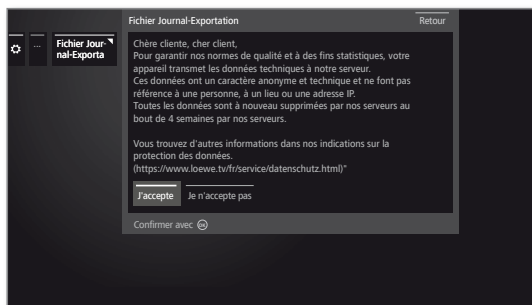 Fichier Journal-Exportation
Retour
...
Fichier Jour-
nal-Exporta
Chère cliente, cher client,
Pour garantir nos normes de qualité et à des fins statistiques, votre
appareil transmet les données techniques à notre serveur.
Ces données ont un caractère anonyme et technique et ne font pas
référence à une personne, à un lieu ou une adresse IP.
Toutes les données sont à nouveau supprimées par nos serveurs au
bout de 4 semaines par nos serveurs.
Vous trouvez d'autres informations dans nos indications sur la
protection des données.
(https://www.loewe.tv/fr/service/datenschutz.html)"
J'accepte
Je n'accepte pas
Confirmer avec OK